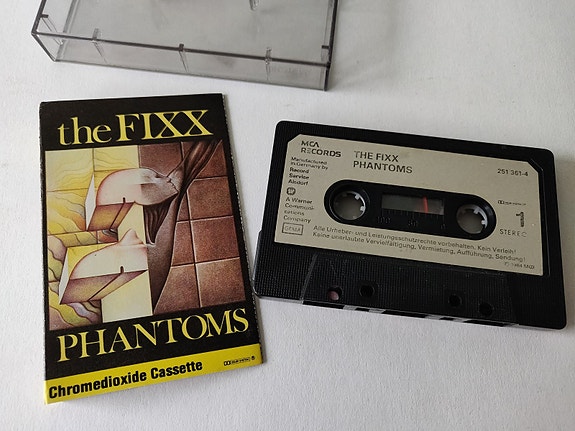 the FIXX
PHANTOMS
Chromedioxide Cassette
MCA
RECORDS
THE FIXX
PHANTOMS
251 361-4
Manufactured
in Germany by
Record
Service
Alsdorf
A Warner
Communi-
cations
Company
GEMA
1
STEREO
Alle Urheber- und Leistungsschutzrechte vorbehalten. Kein Verleih!
Keine unerlaubte Vervielfältigung, Vermietung, Aufführung, Sendung!
℗ 1984 MCA